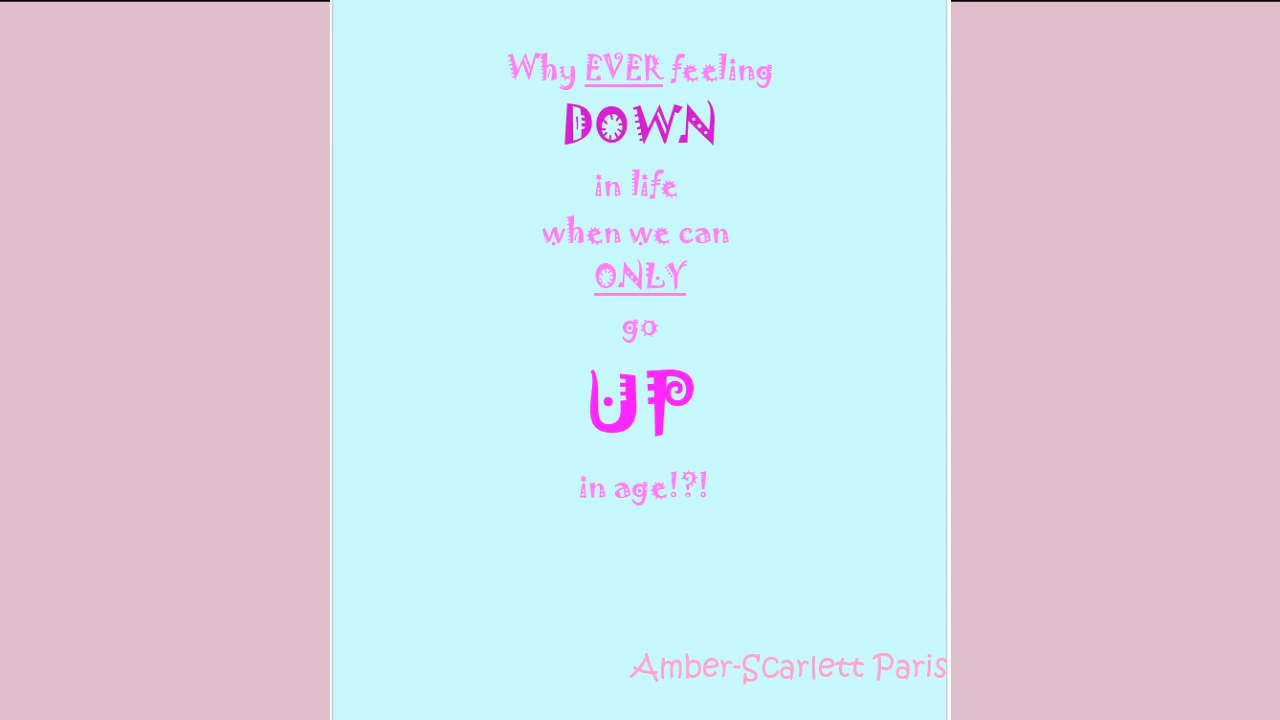 Why EVER feeling
DOWN
in life
when we can
ONLY
go
UP
in age!?!
Amber-Scarlett Paris